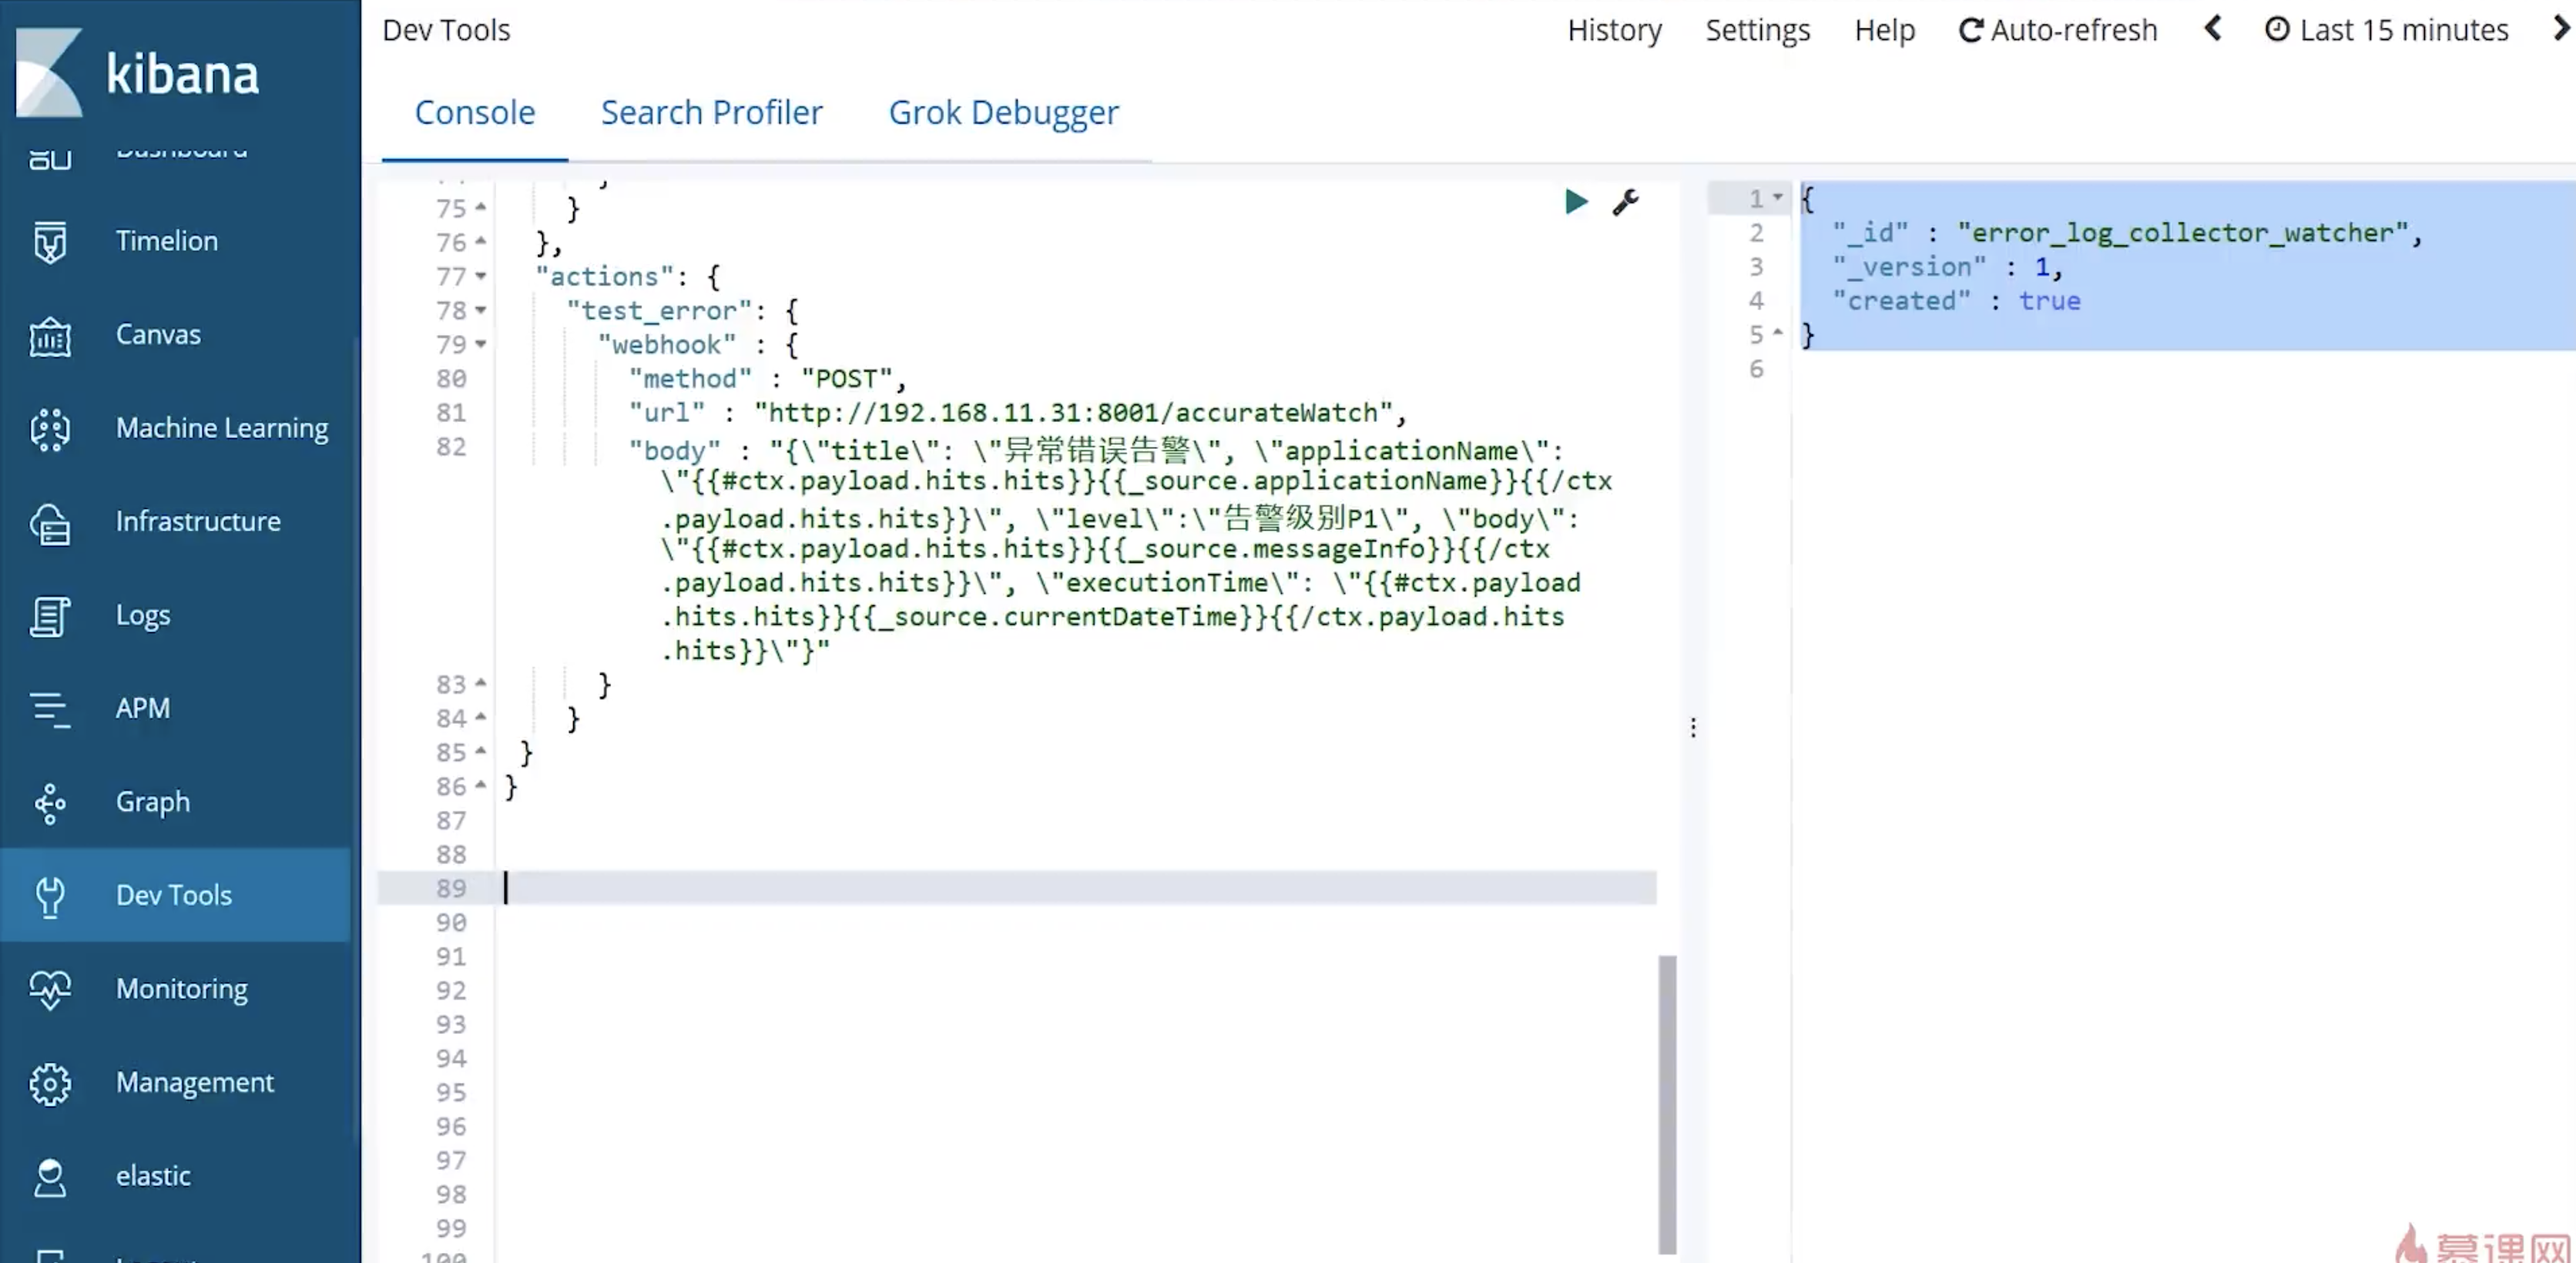 kibana
Dashboard
Timelion
Canvas
Machine Learning
Infrastructure
Logs
APM
Graph
Dev Tools
Monitoring
Management
elastic
Dev Tools
History Settings Help Auto-refresh Last 15 minutes
Console Search Profiler Grok Debugger
75 }
76 },
77 "actions": {
78 "test_error": {
79 "webhook" : {
80 "method" : "POST",
81 "url" : "http://192.168.11.31:8001/accurateWatch",
82 "body" : "{\"title\": \"异常错误告警\", \"applicationName\":
\"{{#ctx.payload.hits.hits}}{{_source.applicationName}}{{/ctx
.payload.hits.hits}}\", \"level\":\"告警级别P1\", \"body\":
\"{{#ctx.payload.hits.hits}}{{_source.messageInfo}}{{/ctx
.payload.hits.hits}}\", \"executionTime\": \"{{#ctx.payload
.hits.hits}}{{_source.currentDateTime}}{{/ctx.payload.hits
.hits}}\"}"
83 }
84 }
85 }
86 }
87
88
89
90
91
92
93
94
95
96
97
98
99
100
1 {
2 "_id" : "error_log_collector_watcher",
3 "_version" : 1,
4 "created" : true
5 }
6
慕课网